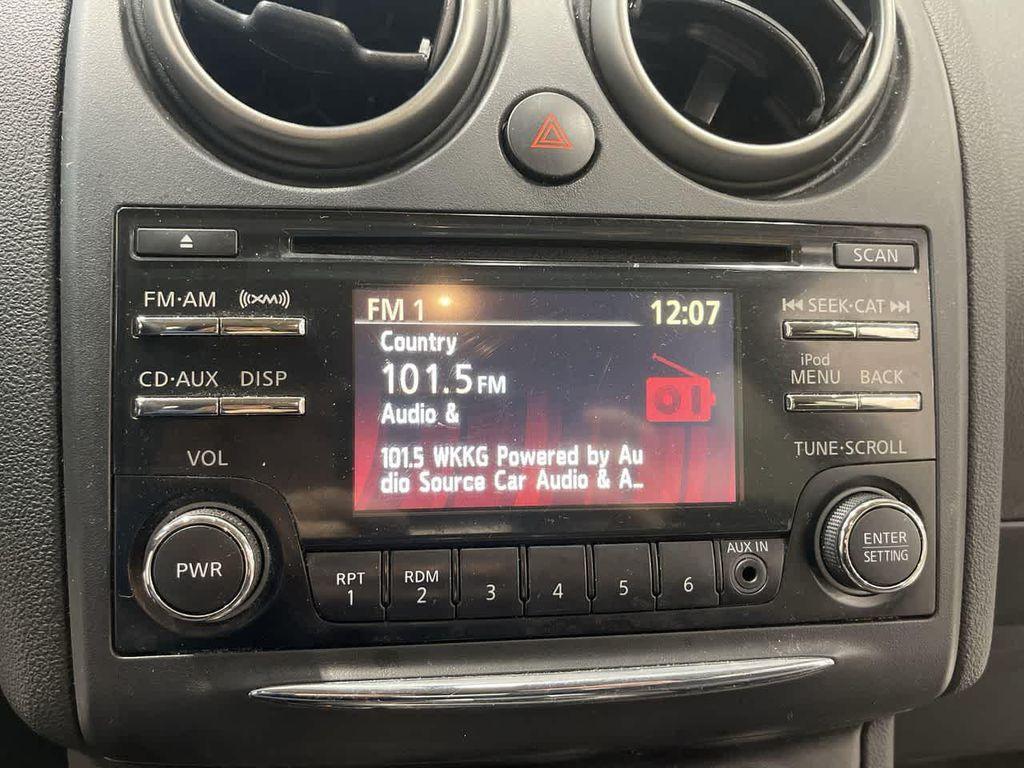 SCAN
FM·AM
((XM))
SEEK·CAT
FM 1
12:07
Country
101.5 FM
Audio &
101.5 WKKG Powered by Au
dio Source Car Audio & A…
CD·AUX
DISP
iPod
MENU
BACK
VOL
TUNE·SCROLL
PWR
ENTER
SETTING
RPT
1
RDM
2
3
4
5
6
AUX IN